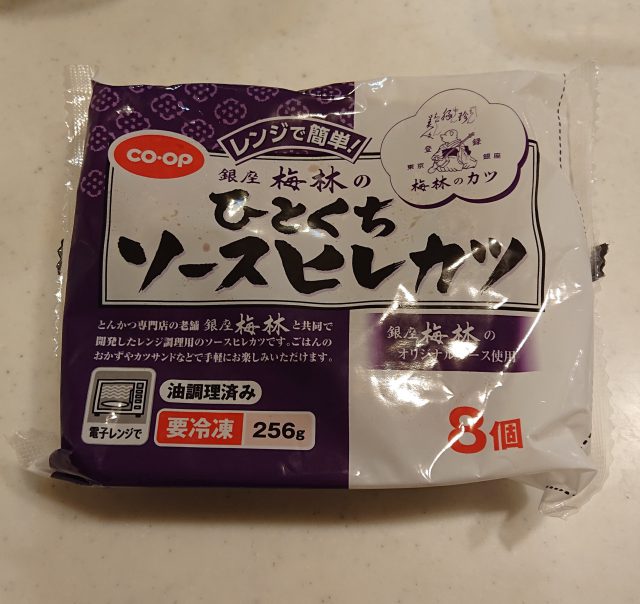 CO·OP
レンジで簡単!
銀座 梅林の
ひとくち
ソースヒレカツ
登録
東京 銀座
梅林のカツ
とんかつ専門店の老舗 銀座 梅林と共同で
開発したレンジ調理用のソースヒレカツです。ごはんの
おかずやカツサンドなどで手軽にお楽しみいただけます。
銀座 梅林の
オリジナルソース使用
油調理済み
電子レンジで
要冷凍 256g
8個